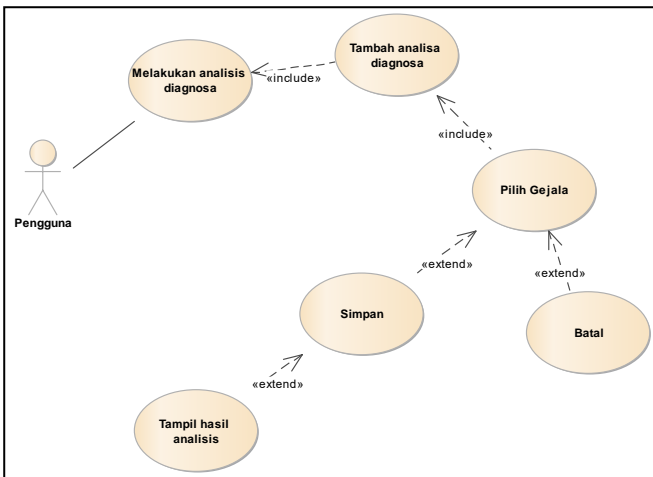 Melakukan analisis
diagnosa
«include»
Tambah analisa
diagnosa
«include»
Pengguna
Pilih Gejala
«extend»
«extend»
Simpan
Batal
«extend»
Tampil hasil
analisis